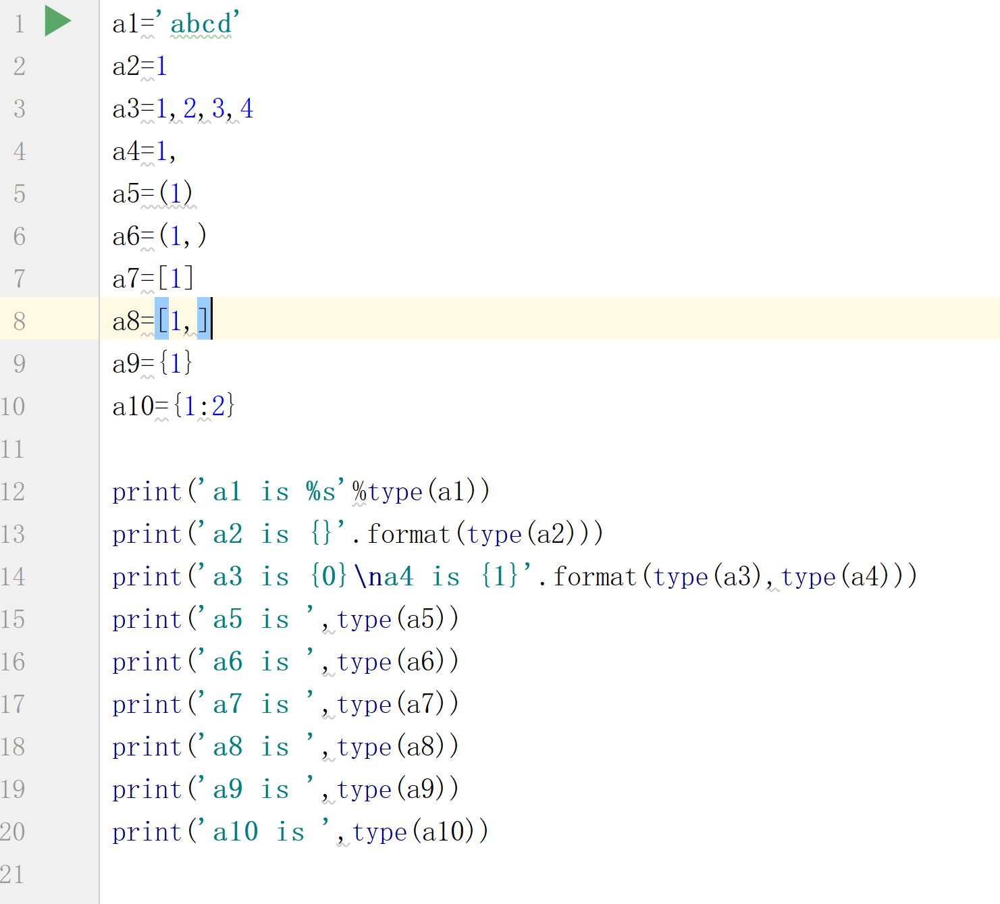 1 a1='abcd'
2 a2=1
3 a3=1,2,3,4
4 a4=1,
5 a5=(1)
6 a6=(1,)
7 a7=[1]
8 a8=[1,]
9 a9={1}
10 a10={1:2}
11
12 print('a1 is %s'%type(a1))
13 print('a2 is {}'.format(type(a2)))
14 print('a3 is {0}\na4 is {1}'.format(type(a3),type(a4)))
15 print('a5 is ',type(a5))
16 print('a6 is ',type(a6))
17 print('a7 is ',type(a7))
18 print('a8 is ',type(a8))
19 print('a9 is ',type(a9))
20 print('a10 is ',type(a10))
21